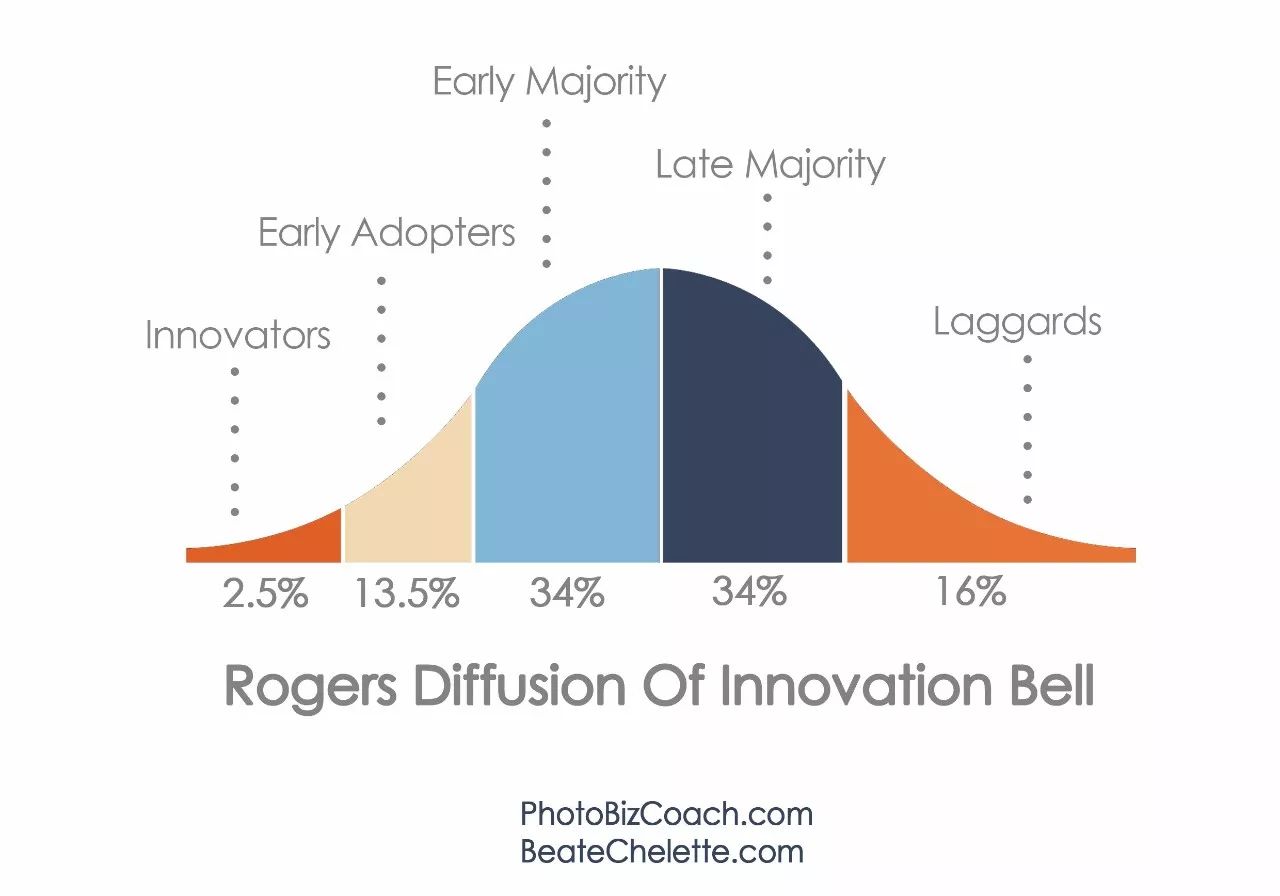 Early Majority
Late Majority
Early Adopters
Innovators
Laggards
2.5%
13.5%
34%
34%
16%
Rogers Diffusion Of Innovation Bell
PhotoBizCoach.com
BeateChelette.com